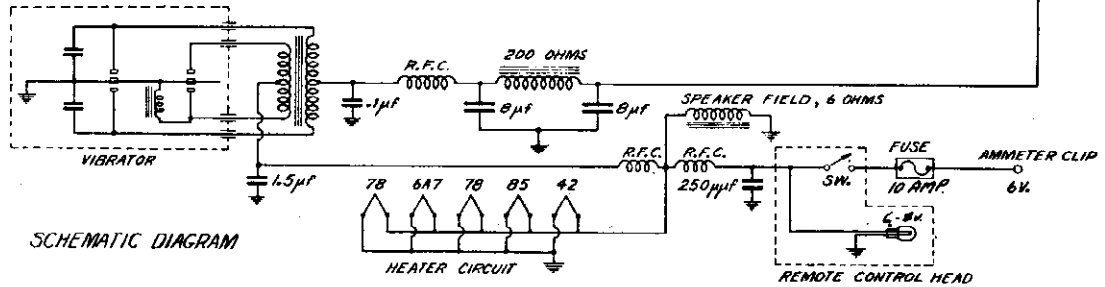 200 OHMS
R.F.C.
.1μf
8μf
8μf
SPEAKER FIELD, 6 OHMS
VIBRATOR
R.F.C.
R.F.C.
FUSE
AMMETER CLIP
1.5μf
250μμf
SW.
10 AMP.
6V.
78 6A7 78 85 42
SCHEMATIC DIAGRAM
HEATER CIRCUIT
REMOTE CONTROL HEAD